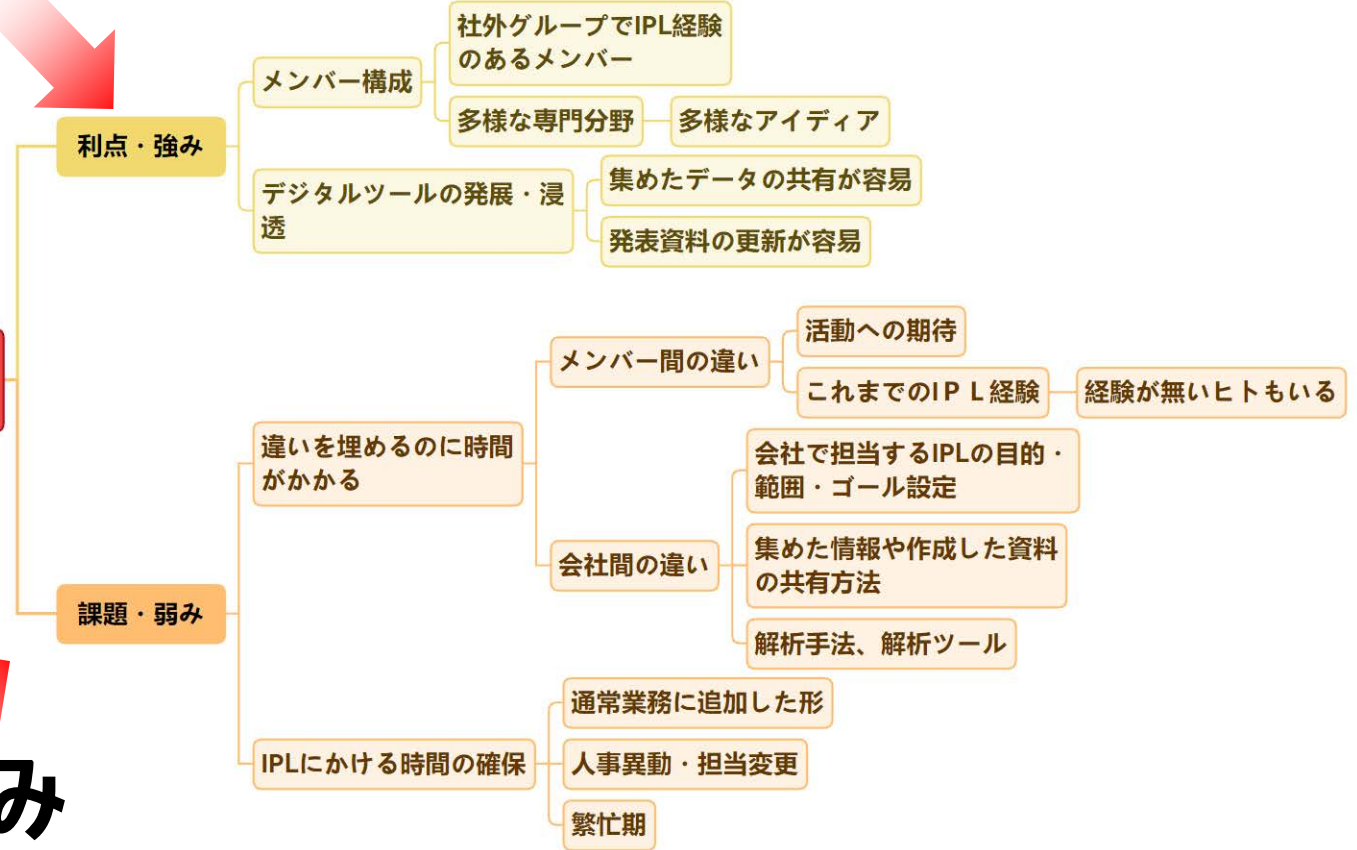 社外グループでIPL経験
のあるメンバー
メンバー構成
多様な専門分野
多様なアイディア
利点・強み
集めたデータの共有が容易
デジタルツールの発展・浸
透
発表資料の更新が容易
活動への期待
メンバー間の違い
これまでのIPL経験
経験が無いヒトもいる
違いを埋めるのに時間
がかかる
会社で担当するIPLの目的・
範囲・ゴール設定
会社間の違い
集めた情報や作成した資料
の共有方法
解析手法、解析ツール
課題・弱み
通常業務に追加した形
IPLにかける時間の確保
人事異動・担当変更
繁忙期
み